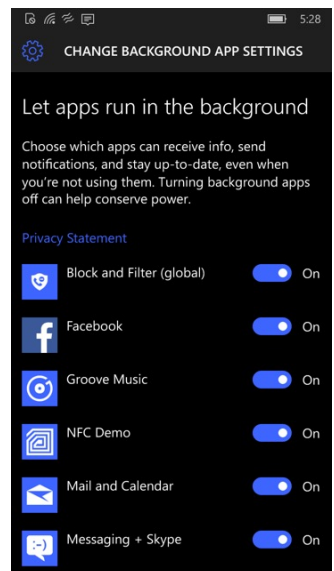 5:28
CHANGE BACKGROUND APP SETTINGS
Let apps run in the background
Choose which apps can receive info, send
notifications, and stay up-to-date, even when
you're not using them. Turning background apps
off can help conserve power.
Privacy Statement
Block and Filter (global) On
Facebook On
Groove Music On
NFC Demo On
Mail and Calendar On
Messaging + Skype On